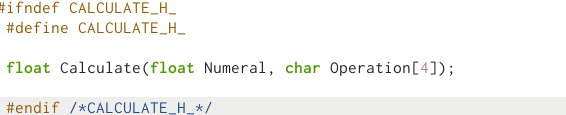 #ifndef CALCULATE_H_
#define CALCULATE_H_
float Calculate(float Numeral, char Operation[4]);
#endif /*CALCULATE_H_*/